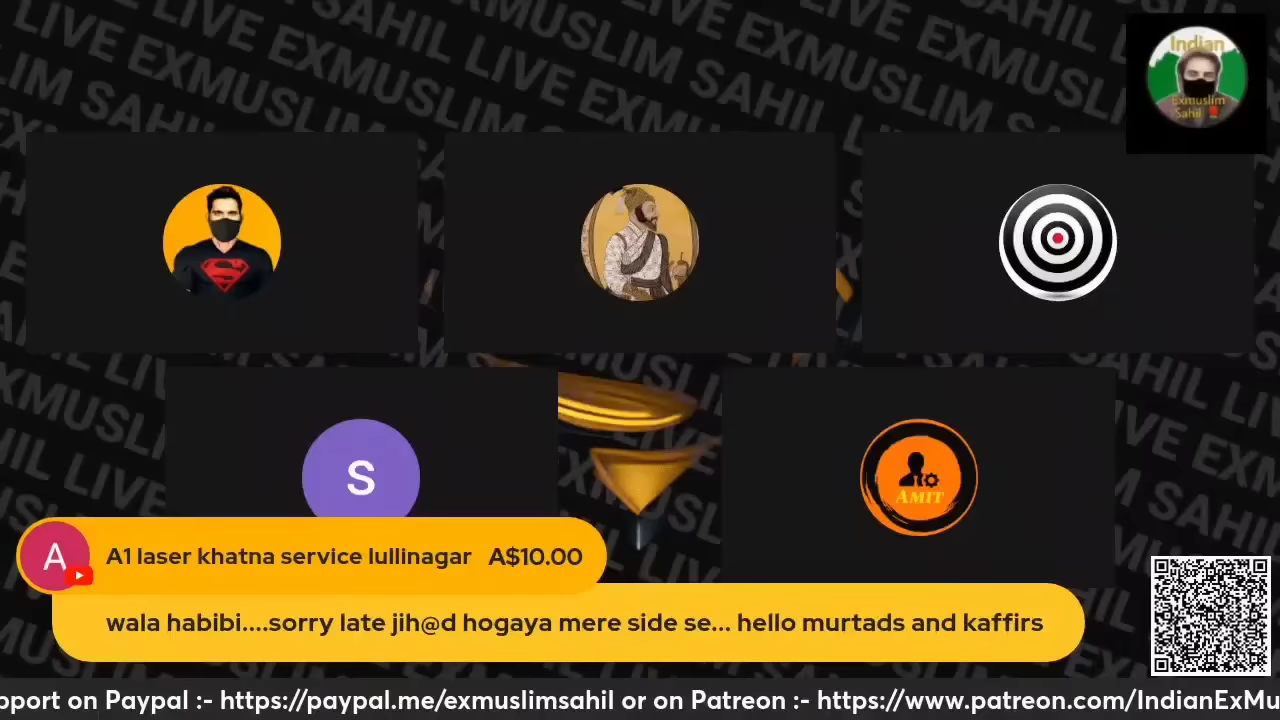 Indian
Exmuslim
Sahil
S
AMIT
A
A1 laser khatna service lullinagar A$10.00
wala habibi....sorry late jih@d hogaya mere side se... hello murtads and kaffirs
pport on Paypal :- https://paypal.me/exmuslimsahil or on Patreon :- https://www.patreon.com/IndianExMu